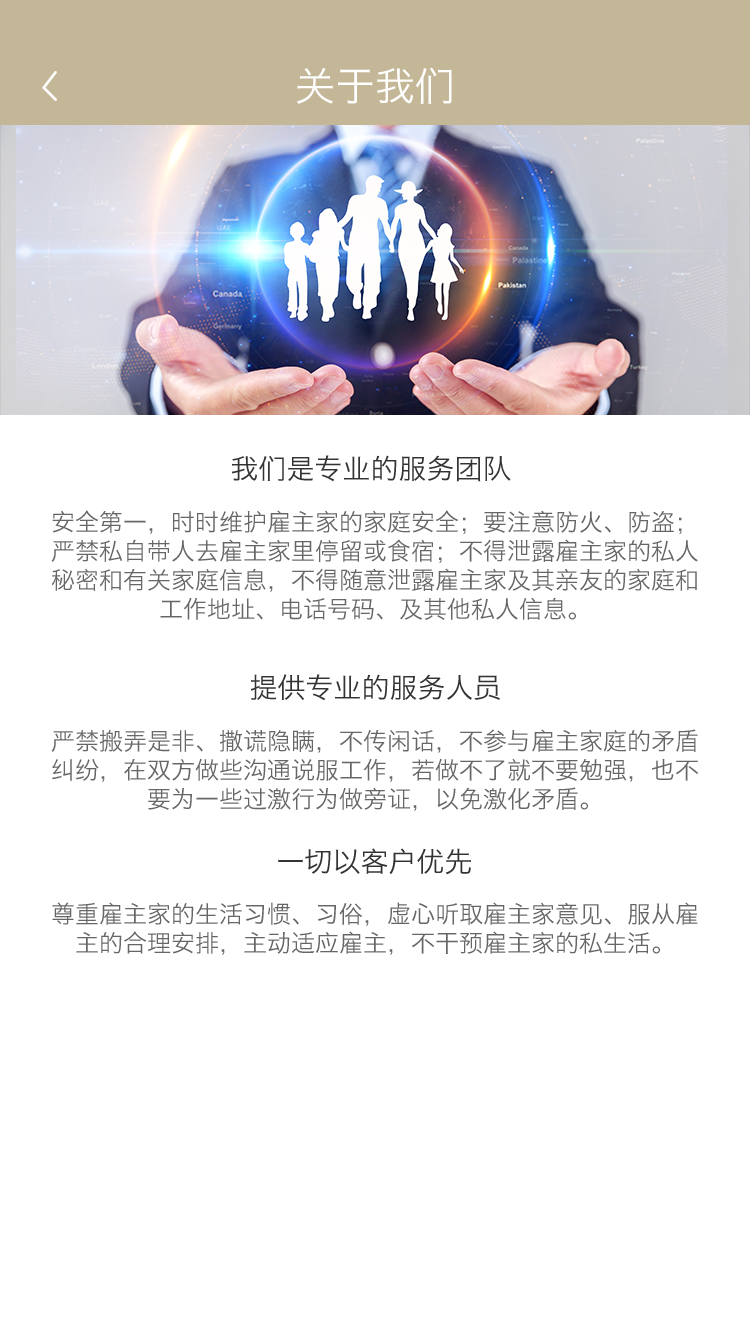 关于我们
Palestine
UAE
Canada
Palastine
Canada
Pakistan
Germany
London
Turkey
我们是专业的服务团队
安全第一，时时维护雇主家的家庭安全；要注意防火、防盗；
严禁私自带人去雇主家里停留或食宿；不得泄露雇主家的私人
秘密和有关家庭信息，不得随意泄露雇主家及其亲友的家庭和
工作地址、电话号码、及其他私人信息。
提供专业的服务人员
严禁搬弄是非、撒谎隐瞒，不传闲话，不参与雇主家庭的矛盾
纠纷，在双方做些沟通说服工作，若做不了就不要勉强，也不
要为一些过激行为做旁证，以免激化矛盾。
一切以客户优先
尊重雇主家的生活习惯、习俗，虚心听取雇主家意见、服从雇
主的合理安排，主动适应雇主，不干预雇主家的私生活。